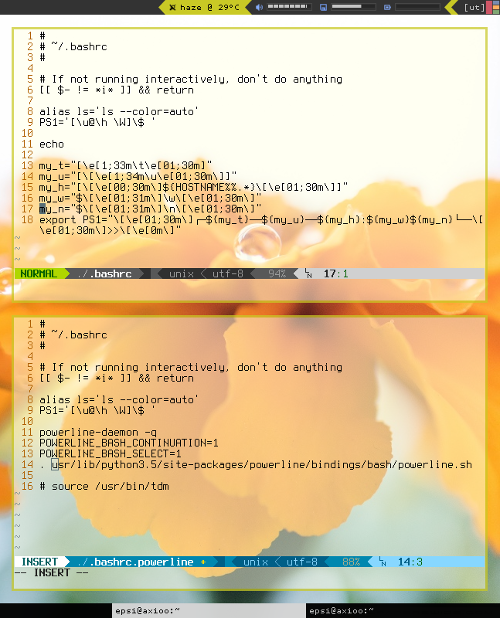 haze @ 29°C [ut]
1 #
2 # ~/.bashrc
3 #
4
5 # If not running interactively, don't do anything
6 [[ $- != *i* ]] && return
7
8 alias ls='ls --color=auto'
9 PS1='[\u@\h \W]\$ '
10
11 echo
12
13 my_t="[\e[1;33m\t\e[01;30m]"
14 my_u="[\[\e[1;34m\u\e[01;30m\]]"
15 my_h="[\[\e[00;30m\]$(HOSTNAME%%.*)\[\e[01;30m\]]"
16 my_w="$\[\e[01;31m\]\w\[\e[01;30m\]"
17 my_n="$\[\e[01;31m\]\n\[\e[01;30m\]"
18 export PS1="\[\e[01;30m\]┌─$(my_t)──$(my_u)──$(my_h):$(my_w)$(my_n)└──\[
\e[01;30m\]>>\[\e[0m\]"
~
~
~
NORMAL ./.bashrc unix utf-8 94% 17:1
1 #
2 # ~/.bashrc
3 #
4
5 # If not running interactively, don't do anything
6 [[ $- != *i* ]] && return
7
8 alias ls='ls --color=auto'
9 PS1='[\u@\h \W]\$ '
10
11 powerline-daemon -q
12 POWERLINE_BASH_CONTINUATION=1
13 POWERLINE_BASH_SELECT=1
14 . usr/lib/python3.5/site-packages/powerline/bindings/bash/powerline.sh
15
16 # source /usr/bin/tdm
~
~
~
~
~
~
INSERT ./.bashrc.powerline + unix utf-8 88% 14:3
-- INSERT --
epsi@axioo:~ epsi@axioo:~